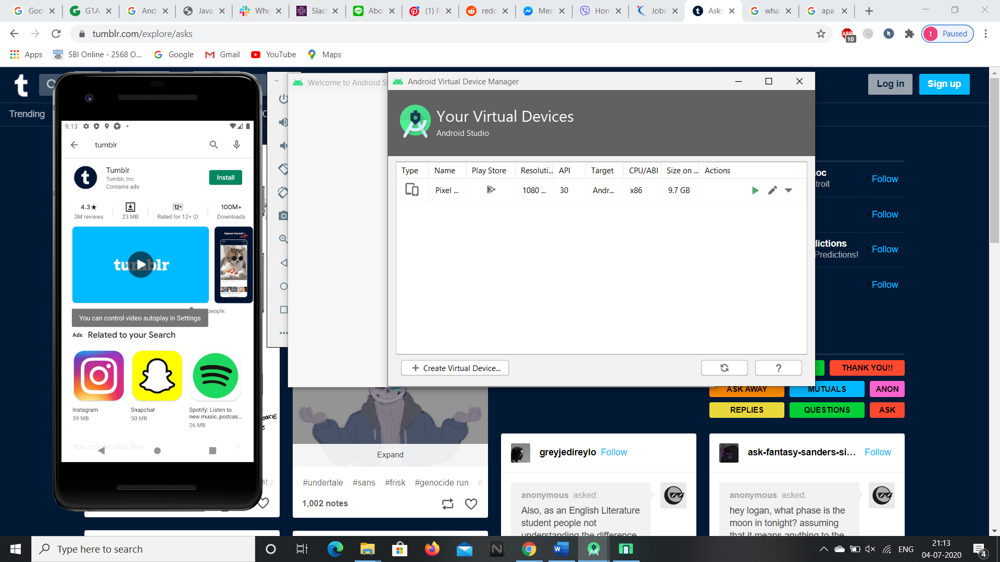 Goo
G1A
And
Java
Whe
Slac
Abo
(1) P
redd
Mes
Hom
Jobs
Asks
wha
apa
tumblr.com/explore/asks
ABP
10
t
Paused
Apps
SBI Online - 2568 O...
Google
Gmail
YouTube
Maps
Log in
Sign up
Trending
9:13
tumblr
Tumblr
Tumblr, Inc
Contains ads
Install
4.3★
3M reviews
23 MB
12+
Rated for 12+
100M+
Downloads
tumblr
Express Yourself
You can control video autoplay in Settings
people.
Ads · Related to your Search
Instagram
39 MB
Snapchat
50 MB
Spotify: Listen to
new music, podcas...
26 MB
You might also like
Welcome to Android St
Android Virtual Device Manager
Your Virtual Devices
Android Studio
Type
Name
Play Store
Resoluti...
API
Target
CPU/ABI
Size on ...
Actions
Pixel ...
1080 ...
30
Andr...
x86
9.7 GB
+ Create Virtual Device...
?
oc
troit
Follow
Follow
dictions
Predictions!
Follow
Follow
THANK YOU!!
ASK AWAY
MUTUALS
ANON
REPLIES
QUESTIONS
ASK
Expand
#undertale #sans #frisk #genocide run #
1,002 notes
greyjedireylo Follow
anonymous asked:
Also, as an English Literature
student people not
understanding the difference
ask-fantasy-sanders-si... Follow
anonymous asked:
hey logan, what phase is the
moon in tonight? assuming
that it means anything to the
Type here to search
ENG
21:13
04-07-2020
4